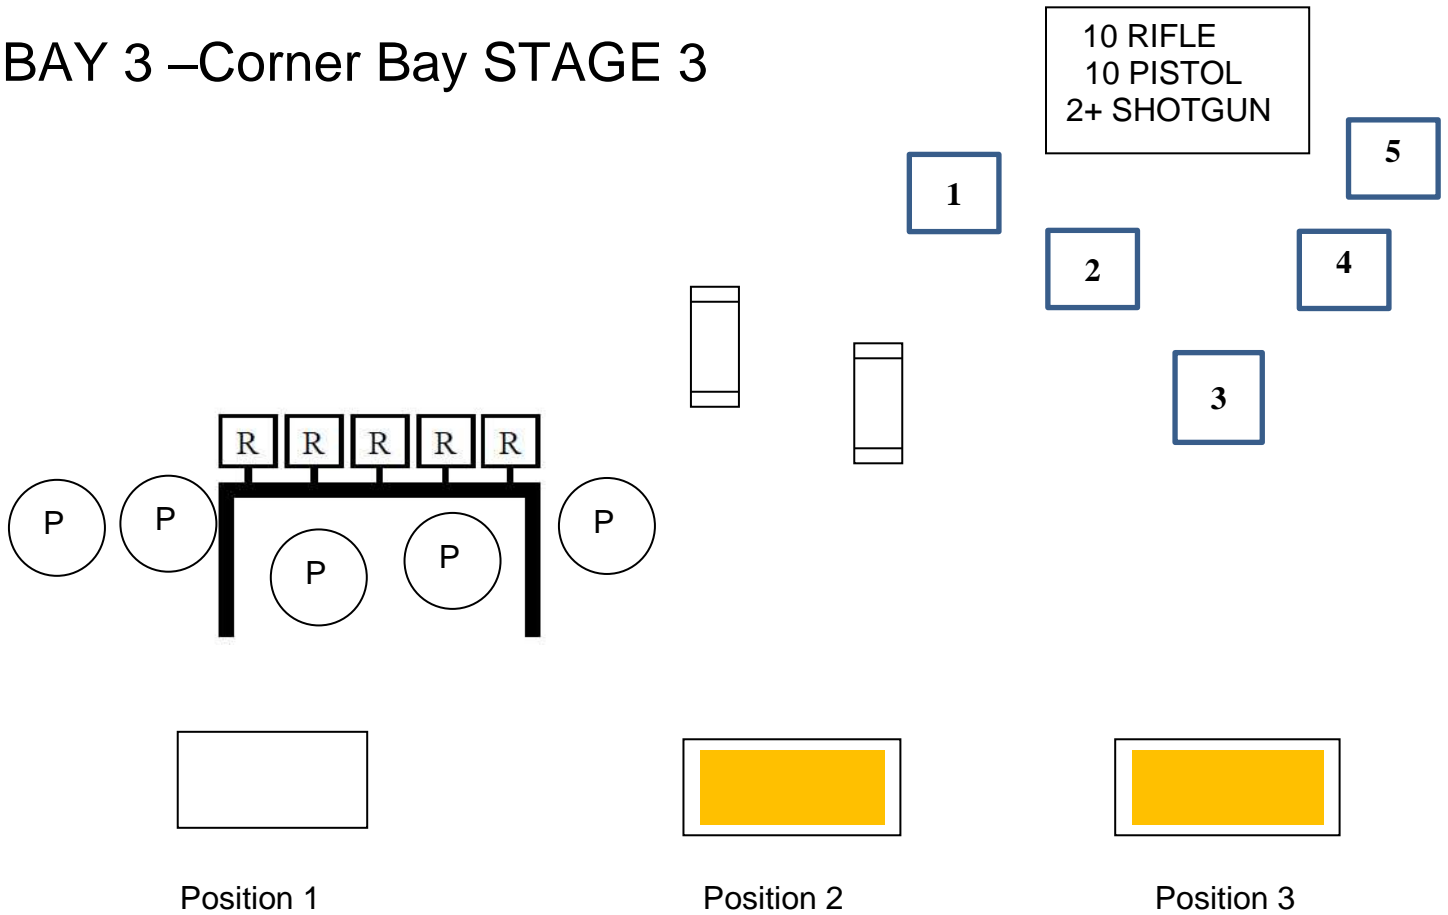 BAY 3 –Corner Bay STAGE 3
10 RIFLE
10 PISTOL
2+ SHOTGUN
1
5
2
4
3
R R R R R
P P P P P
Position 1 Position 2 Position 3